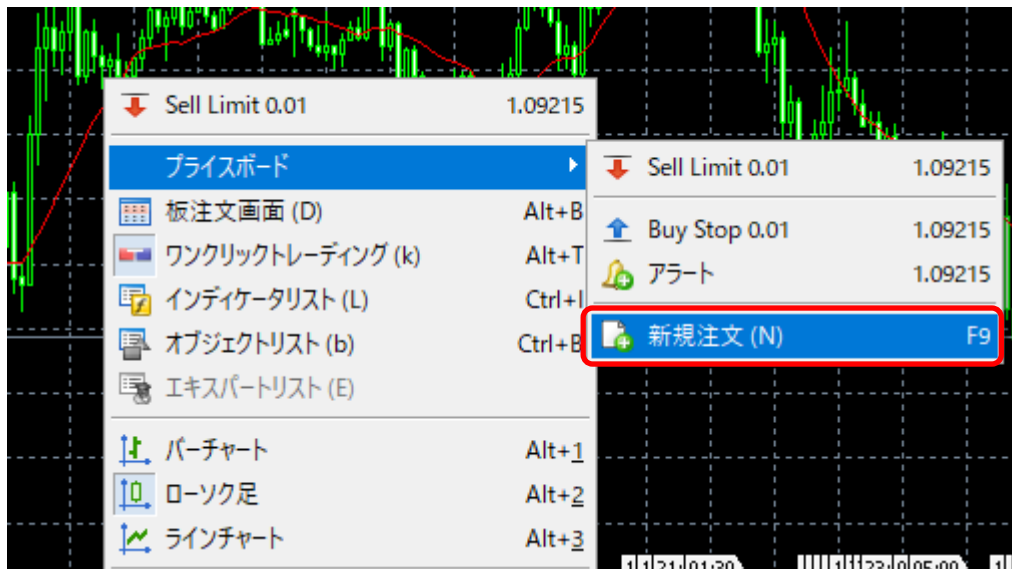 Sell Limit 0.01 1.09215
プライスボード
板注文画面 (D) Alt+B
ワンクリックトレーディング (k) Alt+T
インディケータリスト (L) Ctrl+I
オブジェクトリスト (b) Ctrl+B
エキスパートリスト (E)
バーチャート Alt+1
ローソク足 Alt+2
ラインチャート Alt+3
Sell Limit 0.01 1.09215
Buy Stop 0.01 1.09215
アラート 1.09215
新規注文 (N) F9